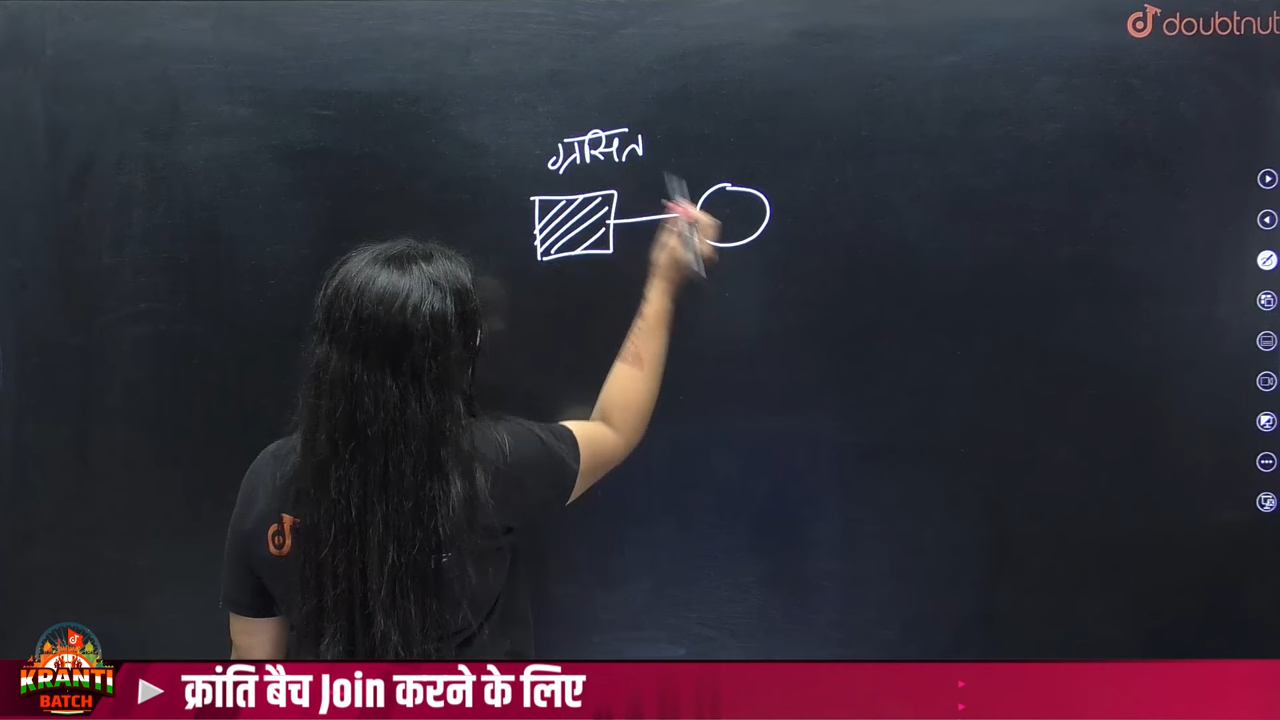 doubtnut
ग्रसित
KRANTI
BATCH
क्रांति बैच Join करने के लिए